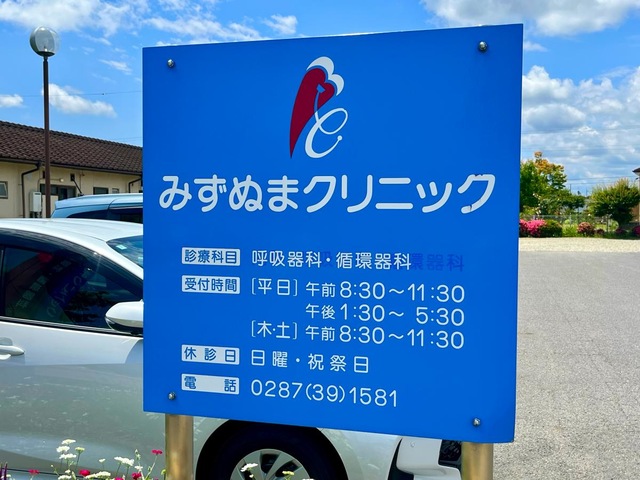 みずぬまクリニック
診療科目 呼吸器科・循環器科
受付時間 [平日] 午前 8:30～11:30
午後 1:30～ 5:30
[木・土] 午前 8:30～11:30
休診日 日曜・祝祭日
電話 0287(39)1581